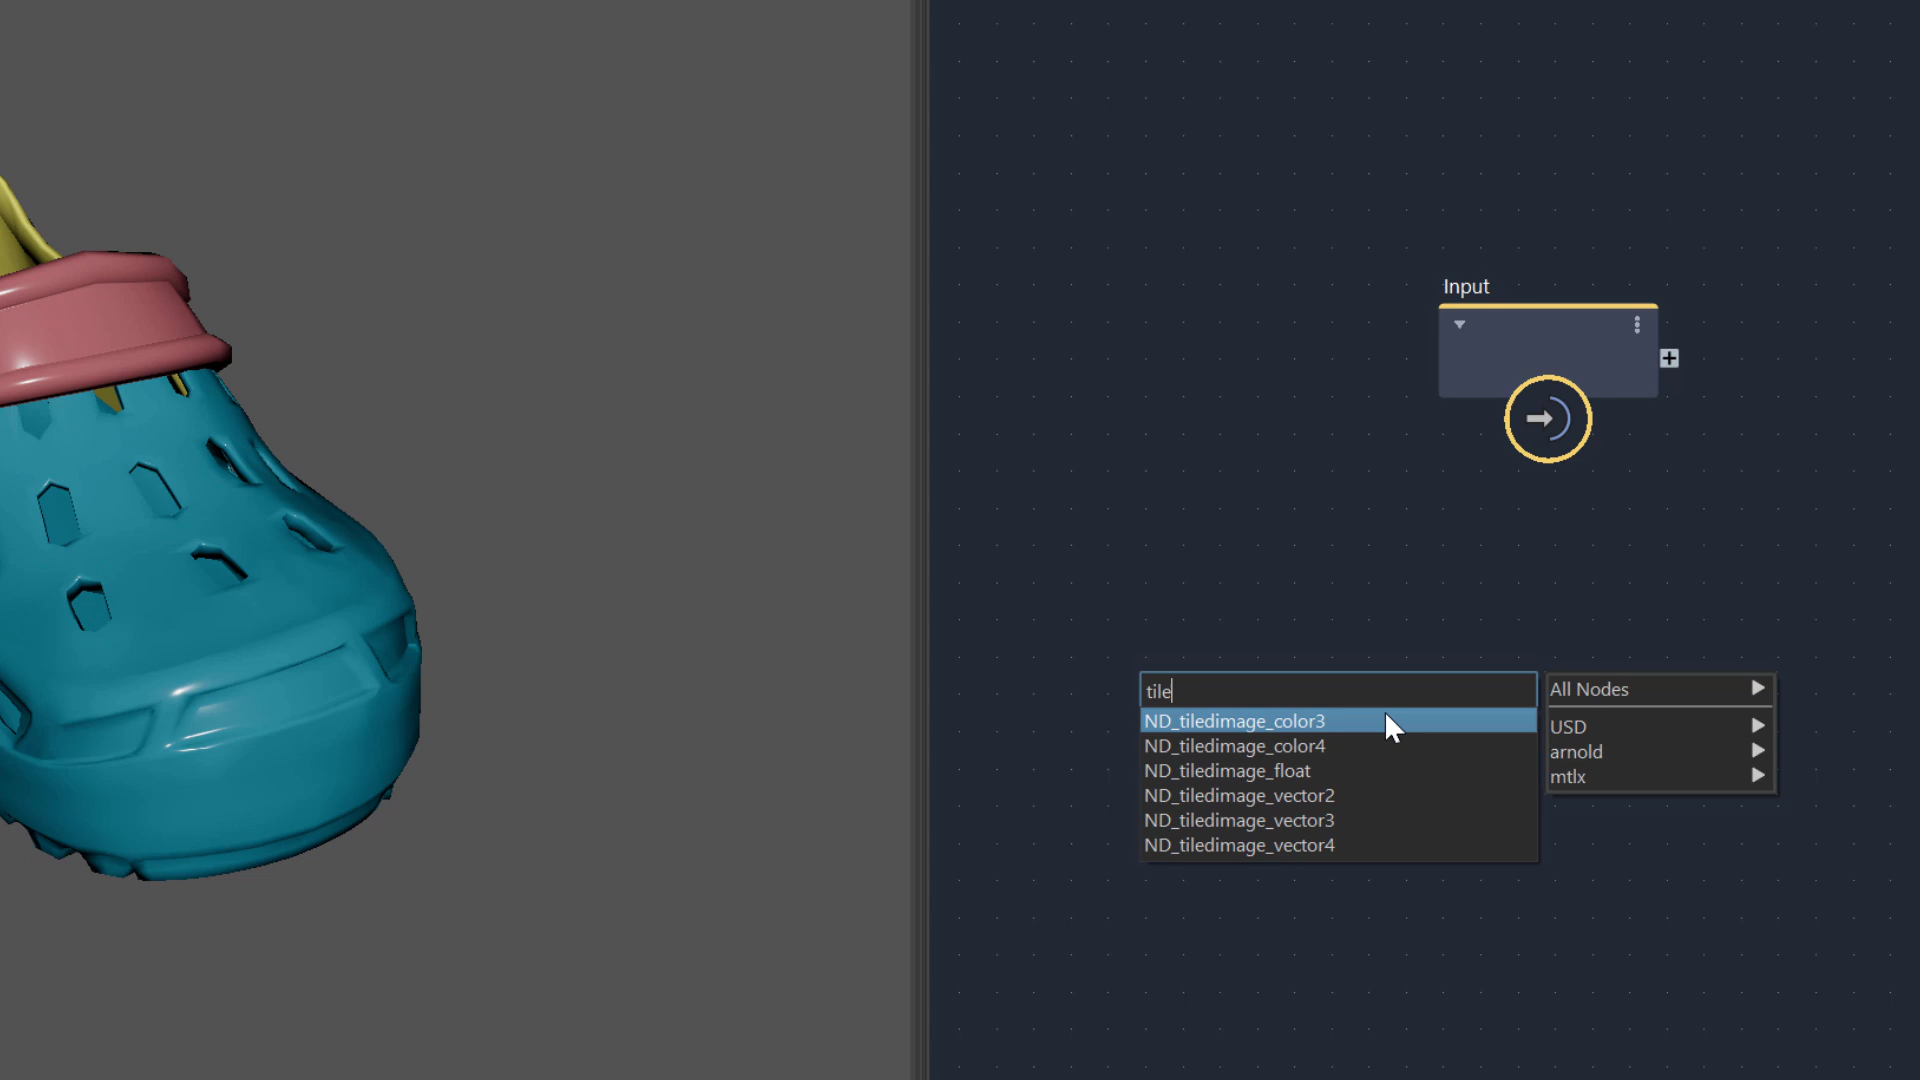 Input
tile
ND_tiledimage_color3
ND_tiledimage_color4
ND_tiledimage_float
ND_tiledimage_vector2
ND_tiledimage_vector3
ND_tiledimage_vector4
All Nodes
USD
arnold
mtlx